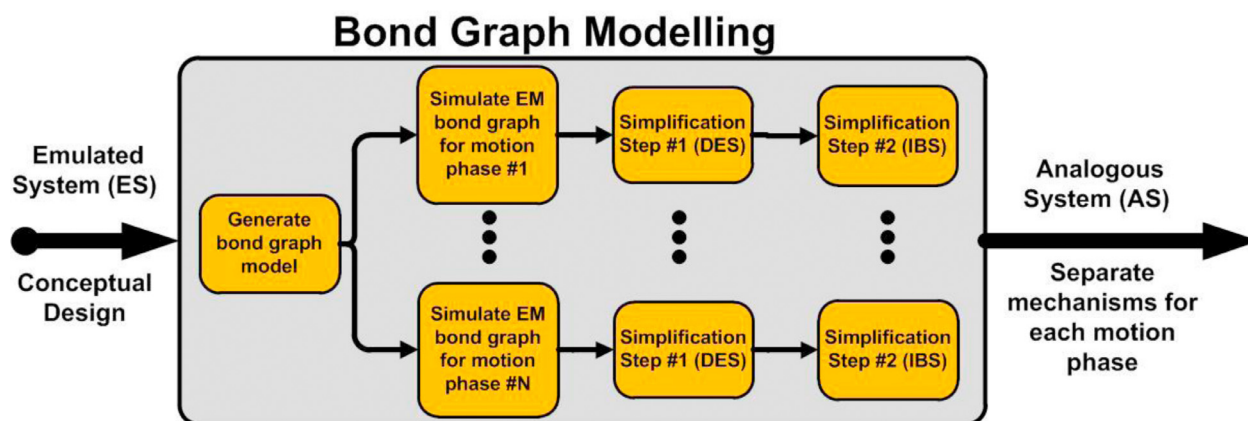 Bond Graph Modelling
Emulated
System (ES)
Conceptual
Design
Generate
bond graph
model
Simulate EM
bond graph
for motion
phase #1
Simplification
Step #1 (DES)
Simplification
Step #2 (IBS)
Simulate EM
bond graph
for motion
phase #N
Simplification
Step #1 (DES)
Simplification
Step #2 (IBS)
Analogous
System (AS)
Separate
mechanisms for
each motion
phase